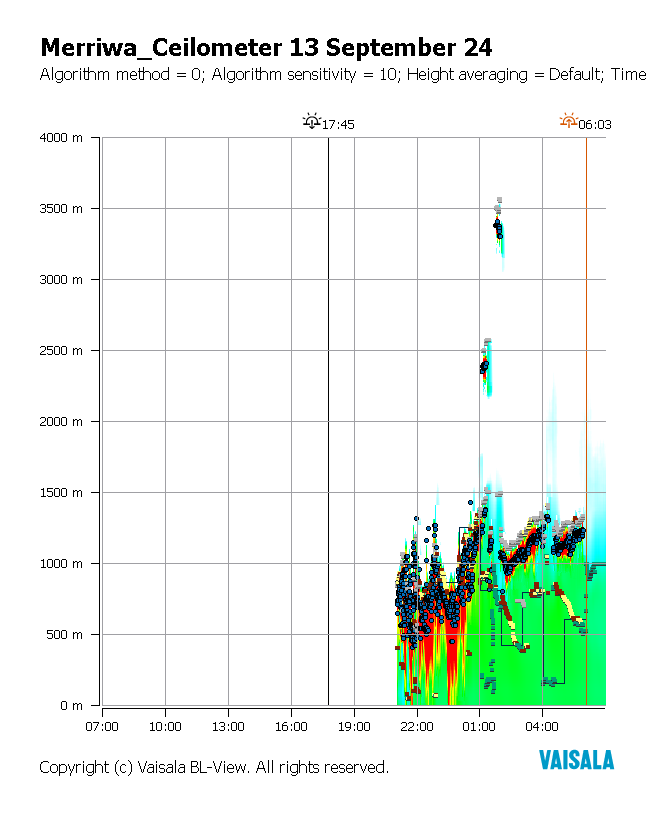 Merriwa_Ceilometer 13 September 24
Algorithm method = 0; Algorithm sensitivity = 10; Height averaging = Default; Time
17:45
06:03
4000 m
3500 m
3000 m
2500 m
2000 m
1500 m
1000 m
500 m
0 m
07:00 10:00 13:00 16:00 19:00 22:00 01:00 04:00
VAISALA
Copyright (c) Vaisala BL-View. All rights reserved.